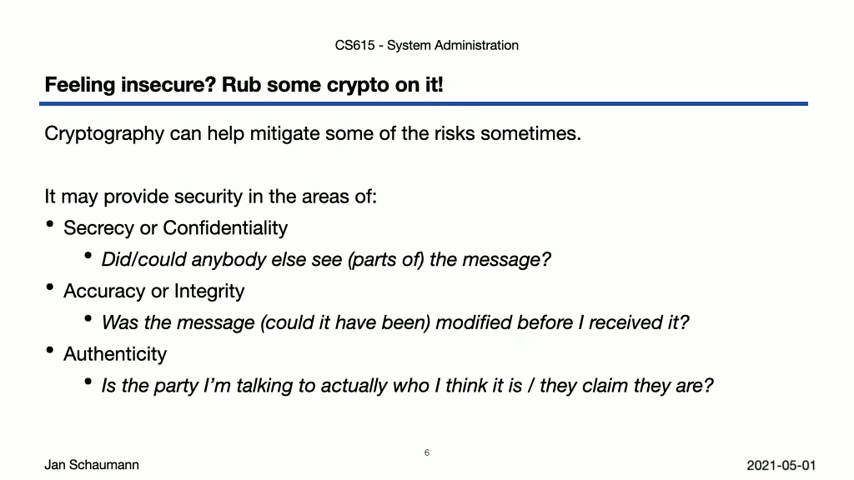 CS615 - System Administration
Feeling insecure? Rub some crypto on it!
Cryptography can help mitigate some of the risks sometimes.
It may provide security in the areas of:
• Secrecy or Confidentiality
• Did/could anybody else see (parts of) the message?
• Accuracy or Integrity
• Was the message (could it have been) modified before I received it?
• Authenticity
• Is the party I'm talking to actually who I think it is / they claim they are?
Jan Schaumann
6
2021-05-01